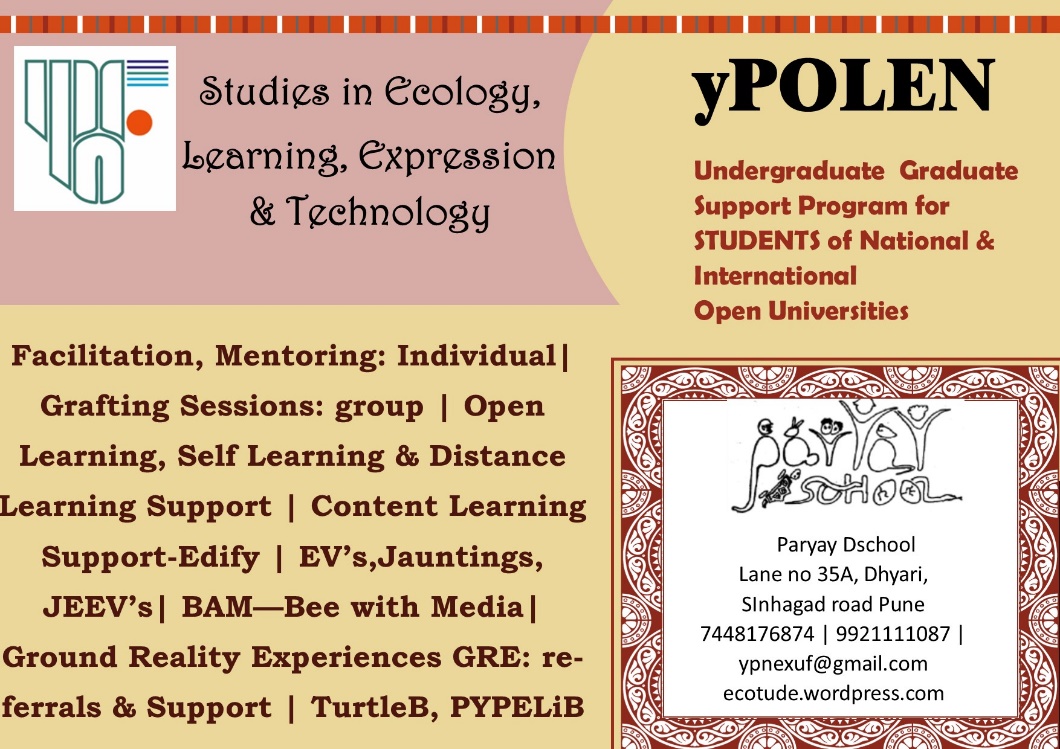 Studies in Ecology,
Learning, Expression
& Technology
yPOLEN
Undergraduate Graduate
Support Program for
STUDENTS of National &
International
Open Universities
Facilitation, Mentoring: Individual|
Grafting Sessions: group | Open
Learning, Self Learning & Distance
Learning Support | Content Learning
Support-Edify | EV’s,Jauntings,
JEEV’s| BAM—Bee with Media|
Ground Reality Experiences GRE: re-
ferrals & Support | TurtleB, PYPELiB
Paryay
School
Paryay Dschool
Lane no 35A, Dhyari,
SInhagad road Pune
7448176874 | 9921111087 |
ypnexuf@gmail.com
ecotude.wordpress.com